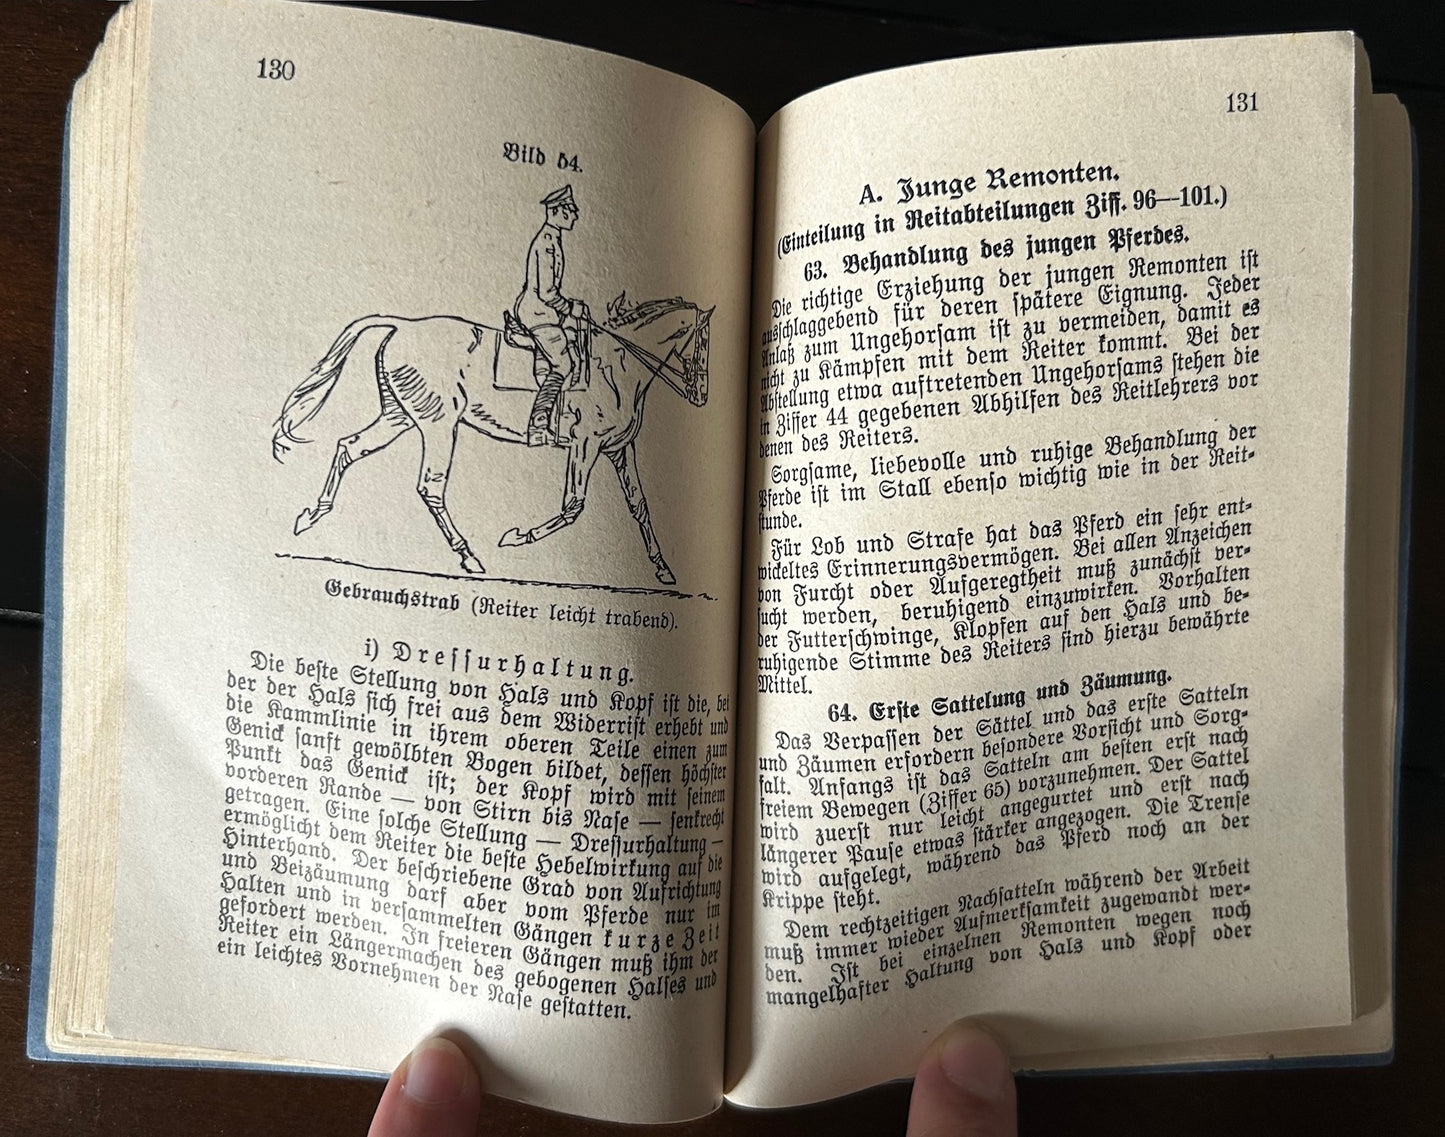 130
Bild 54.
Gebrauchstrab (Reiter leicht trabend).
i) Dressurhaltung.
Die beste Stellung von Hals und Kopf ist die, bei
der der Hals sich frei aus dem Widerrist erhebt und
die Kammlinie in ihrem oberen Teile einen zum
Genick sanft gewölbten Bogen bildet, dessen höchster
Punkt das Genick ist; der Kopf wird mit seinem
vorderen Rande — von Stirn bis Nase — senkrecht
getragen. Eine solche Stellung — Dressurhaltung —
ermöglicht dem Reiter die beste Hebelwirkung auf die
Hinterhand. Der beschriebene Grad von Aufrichtung
und Beizäumung darf aber vom Pferde nur im
Halten und in versammelten Gängen kurze Zeit
gefordert werden. In freieren Gängen muß ihm der
Reiter ein Längermachen des gebogenen Halses und
ein leichtes Vornehmen der Nase gestatten.
131
A. Junge Remonten.
(Einteilung in Reitabteilungen Ziff. 96—101.)
63. Behandlung des jungen Pferdes.
Die richtige Erziehung der jungen Remonten ist
ausschlaggebend für deren spätere Eignung. Jeder
Anlaß zum Ungehorsam ist zu vermeiden, damit es
nicht zu Kämpfen mit dem Reiter kommt. Bei der
Abstellung etwa auftretenden Ungehorsams stehen die
in Ziffer 44 gegebenen Abhilfen des Reitlehrers vor
denen des Reiters.
Sorgsame, liebevolle und ruhige Behandlung der
Pferde ist im Stall ebenso wichtig wie in der Reit-
stunde.
Für Lob und Strafe hat das Pferd ein sehr ent-
wickeltes Erinnerungsvermögen. Bei allen Anzeichen
von Furcht oder Aufgeregtheit muß zunächst ver-
sucht werden, beruhigend einzuwirken. Vorhalten
der Futterschwinge, Klopfen auf den Hals und be-
ruhigende Stimme des Reiters sind hierzu bewährte
Mittel.
64. Erste Sattelung und Zäumung.
Das Verpassen der Sättel und das erste Satteln
und Zäumen erfordern besondere Vorsicht und Sorg-
falt. Anfangs ist das Satteln am besten erst nach
freiem Bewegen (Ziffer 65) vorzunehmen. Der Sattel
wird zuerst nur leicht angegurtet und erst nach
längerer Pause etwas stärker angezogen. Die Trense
wird aufgelegt, während das Pferd noch an der
Krippe steht.
Dem rechtzeitigen Nachsatteln während der Arbeit
muß immer wieder Aufmerksamkeit zugewandt wer-
den. Ist bei einzelnen Remonten wegen noch
mangelhafter Haltung von Hals und Kopf oder